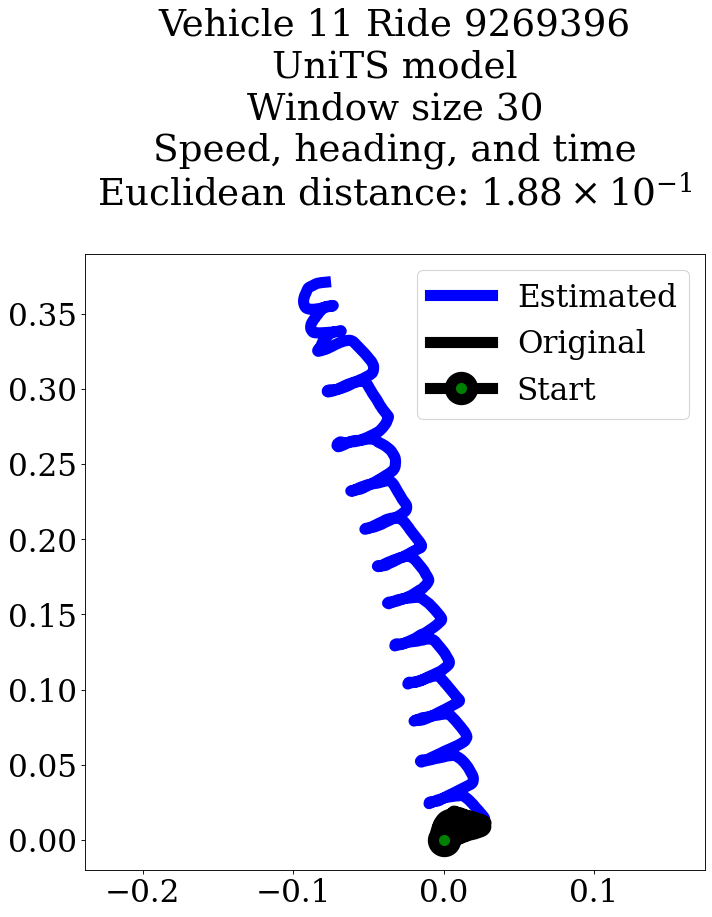 Vehicle 11 Ride 9269396
UniTS model
Window size 30
Speed, heading, and time
Euclidean distance: 1.88 × 10⁻¹
Estimated
Original
Start
0.35
0.30
0.25
0.20
0.15
0.10
0.05
0.00
−0.2 −0.1 0.0 0.1